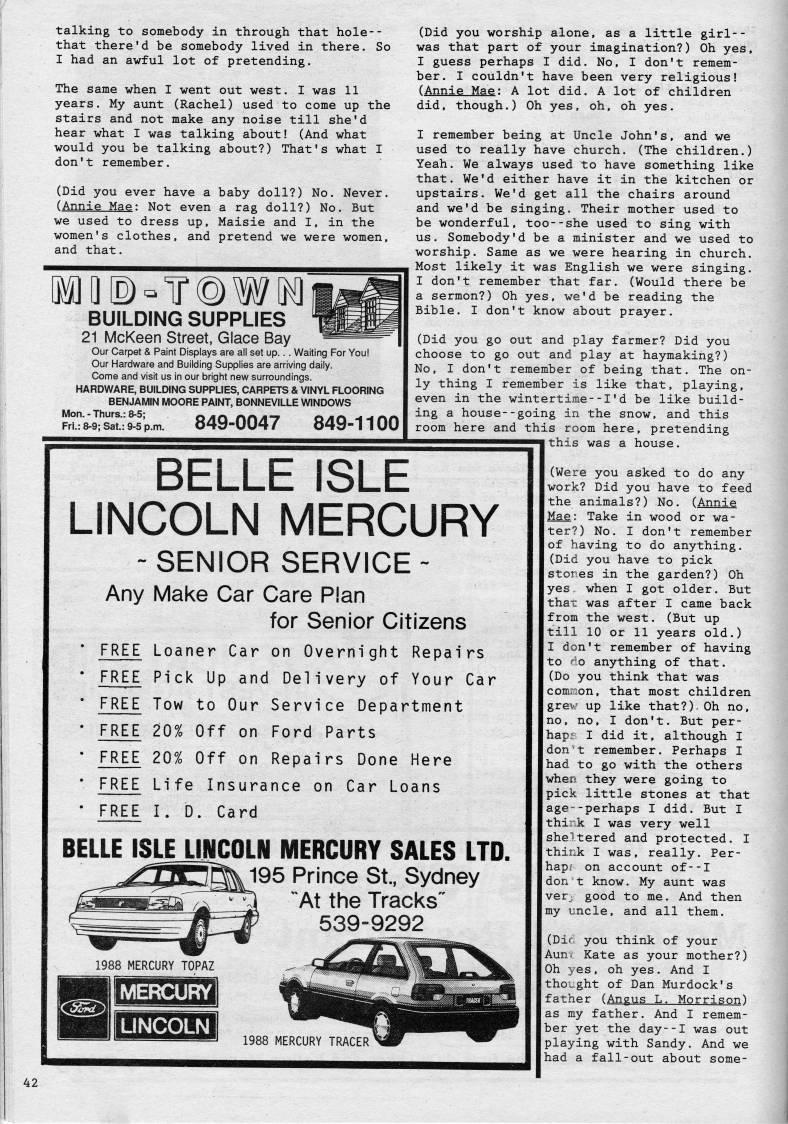 talking to somebody in through that hole--
that there'd be somebody lived in there. So
I had an awful lot of pretending.
The same when I went out west. I was 11
years. My aunt (Rachel) used to come up the
stairs and not make any noise till she'd
hear what I was talking about! (And what
would you be talking about?) That's what I
don't remember.
(Did you ever have a baby doll?) No. Never.
(Annie Mae: Not even a rag doll?) No. But
we used to dress up, Maisie and I, in the
women's clothes, and pretend we were women,
and that.
MID-TOWN
BUILDING SUPPLIES
21 McKeen Street, Glace Bay
Our Carpet & Paint Displays are all set up. . . Waiting For You!
Our Hardware and Building Supplies are arriving daily.
Come and visit us in our bright new surroundings.
HARDWARE, BUILDING SUPPLIES, CARPETS & VINYL FLOORING
BENJAMIN MOORE PAINT, BONNEVILLE WINDOWS
Mon. - Thurs.: 8-5;
Fri.: 8-9; Sat.: 9-5 p.m.
849-0047 849-1100
BELLE ISLE
LINCOLN MERCURY
~ SENIOR SERVICE ~
Any Make Car Care Plan
for Senior Citizens
· FREE Loaner Car on Overnight Repairs
· FREE Pick Up and Delivery of Your Car
· FREE Tow to Our Service Department
· FREE 20% Off on Ford Parts
· FREE 20% Off on Repairs Done Here
· FREE Life Insurance on Car Loans
· FREE I. D. Card
BELLE ISLE LINCOLN MERCURY SALES LTD.
195 Prince St., Sydney
"At the Tracks"
539-9292
1988 MERCURY TOPAZ
Ford
MERCURY
LINCOLN
TRACER
1988 MERCURY TRACER
(Did you worship alone, as a little girl--
was that part of your imagination?) Oh yes,
I guess perhaps I did. No, I don't remem-
ber. I couldn't have been very religious!
(Annie Mae: A lot did. A lot of children
did, though.) Oh yes, oh, oh yes.
I remember being at Uncle John's, and we
used to really have church. (The children.)
Yeah. We always used to have something like
that. We'd either have it in the kitchen or
upstairs. We'd get all the chairs around
and we'd be singing. Their mother used to
be wonderful, too--she used to sing with
us. Somebody'd be a minister and we used to
worship. Same as we were hearing in church.
Most likely it was English we were singing.
I don't remember that far. (Would there be
a sermon?) Oh yes, we'd be reading the
Bible. I don't know about prayer.
(Did you go out and play farmer? Did you
choose to go out and play at haymaking?)
No, I don't remember of being that. The on-
ly thing I remember is like that, playing,
even in the wintertime--I'd be like build-
ing a house--going in the snow, and this
room here and this room here, pretending
this was a house.
(Were you asked to do any
work? Did you have to feed
the animals?) No. (Annie
Mae: Take in wood or wa-
ter?) No. I don't remember
of having to do anything.
(Did you have to pick
stones in the garden?) Oh
yes, when I got older. But
that was after I came back
from the west. (But up
till 10 or 11 years old.)
I don't remember of having
to do anything of that.
(Do you think that was
common, that most children
grew up like that?) Oh no,
no, no, I don't. But per-
haps I did it, although I
don't remember. Perhaps I
had to go with the others
when they were going to
pick little stones at that
age--perhaps I did. But I
think I was very well
sheltered and protected. I
think I was, really. Per-
haps on account of--I
don't know. My aunt was
very good to me. And then
my uncle, and all them.
(Did you think of your
Aunt Kate as your mother?)
Oh yes, oh yes. And I
thought of Dan Murdock's
father (Angus L. Morrison)
as my father. And I remem-
ber yet the day--I was out
playing with Sandy. And we
had a fall-out about some-
42